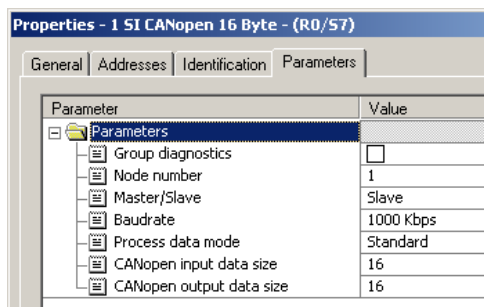 Properties - 1 SI CANopen 16 Byte - (R0/S7)
General Addresses Identification Parameters
Parameter Value
Parameters
Group diagnostics
Node number 1
Master/Slave Slave
Baudrate 1000 Kbps
Process data mode Standard
CANopen input data size 16
CANopen output data size 16